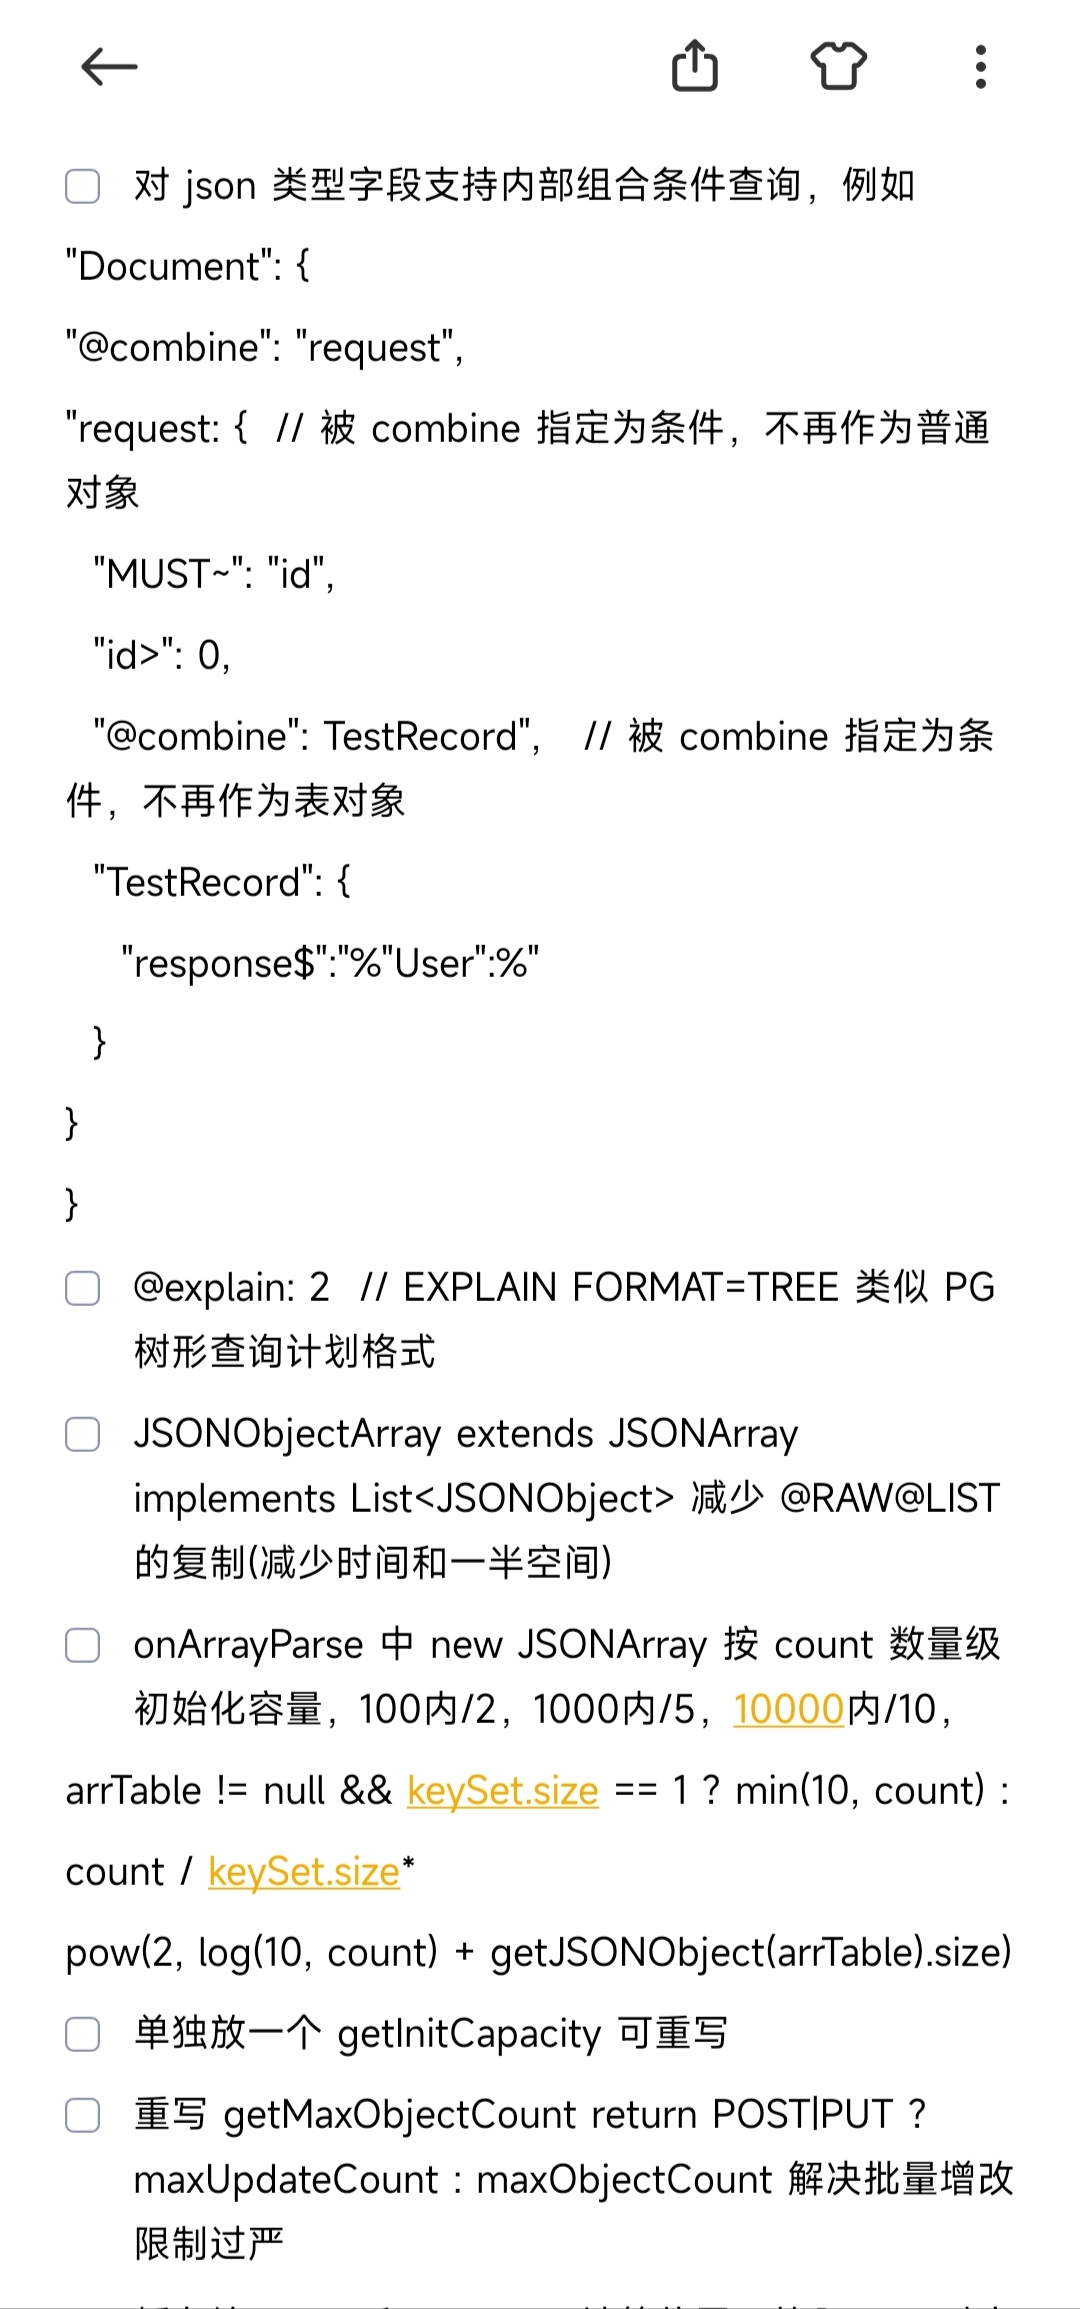 对 json 类型字段支持内部组合条件查询，例如
"Document": {
"@combine": "request",
"request: {  // 被 combine 指定为条件，不再作为普通
对象
"MUST~": "id",
"id>": 0,
"@combine": TestRecord",   // 被 combine 指定为条
件，不再作为表对象
"TestRecord": {
"response$":"%"User":%"
}
}
}
@explain: 2  // EXPLAIN FORMAT=TREE 类似 PG
树形查询计划格式
JSONObjectArray extends JSONArray
implements List<JSONObject> 减少 @RAW@LIST
的复制(减少时间和一半空间)
onArrayParse 中 new JSONArray 按 count 数量级
初始化容量，100内/2，1000内/5，10000内/10，
arrTable != null && keySet.size == 1 ? min(10, count) :
count / keySet.size*
pow(2, log(10, count) + getJSONObject(arrTable).size)
单独放一个 getInitCapacity 可重写
重写 getMaxObjectCount return POST|PUT ?
maxUpdateCount : maxObjectCount 解决批量增改
限制过严